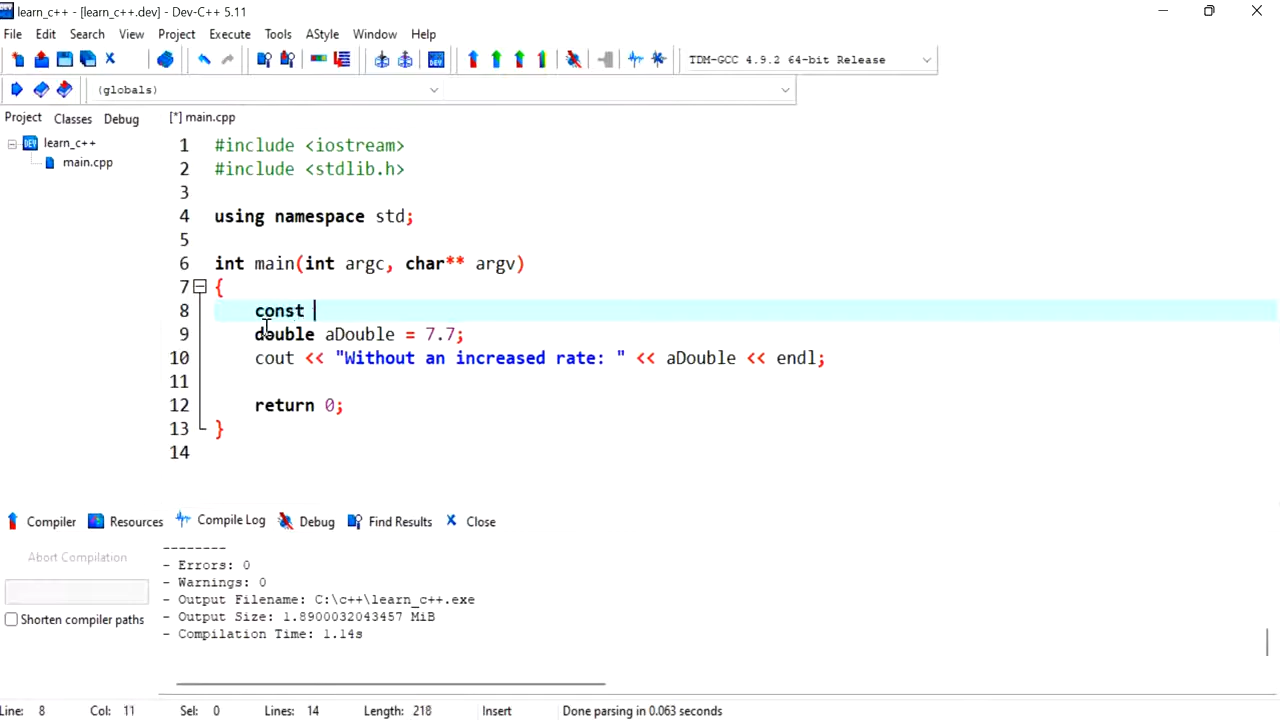 learn_c++ - [learn_c++.dev] - Dev-C++ 5.11
File Edit Search View Project Execute Tools AStyle Window Help
TDM-GCC 4.9.2 64-bit Release
(globals)
Project Classes Debug
[*] main.cpp
learn_c++
main.cpp
1 #include <iostream>
2 #include <stdlib.h>
3
4 using namespace std;
5
6 int main(int argc, char** argv)
7 {
8 const
9 double aDouble = 7.7;
10 cout << "Without an increased rate: " << aDouble << endl;
11
12 return 0;
13 }
14
Compiler Resources Compile Log Debug Find Results Close
Abort Compilation
Shorten compiler paths
--------
- Errors: 0
- Warnings: 0
- Output Filename: C:\c++\learn_c++.exe
- Output Size: 1.8900032043457 MiB
- Compilation Time: 1.14s
Line: 8 Col: 11 Sel: 0 Lines: 14 Length: 218 Insert Done parsing in 0.063 seconds